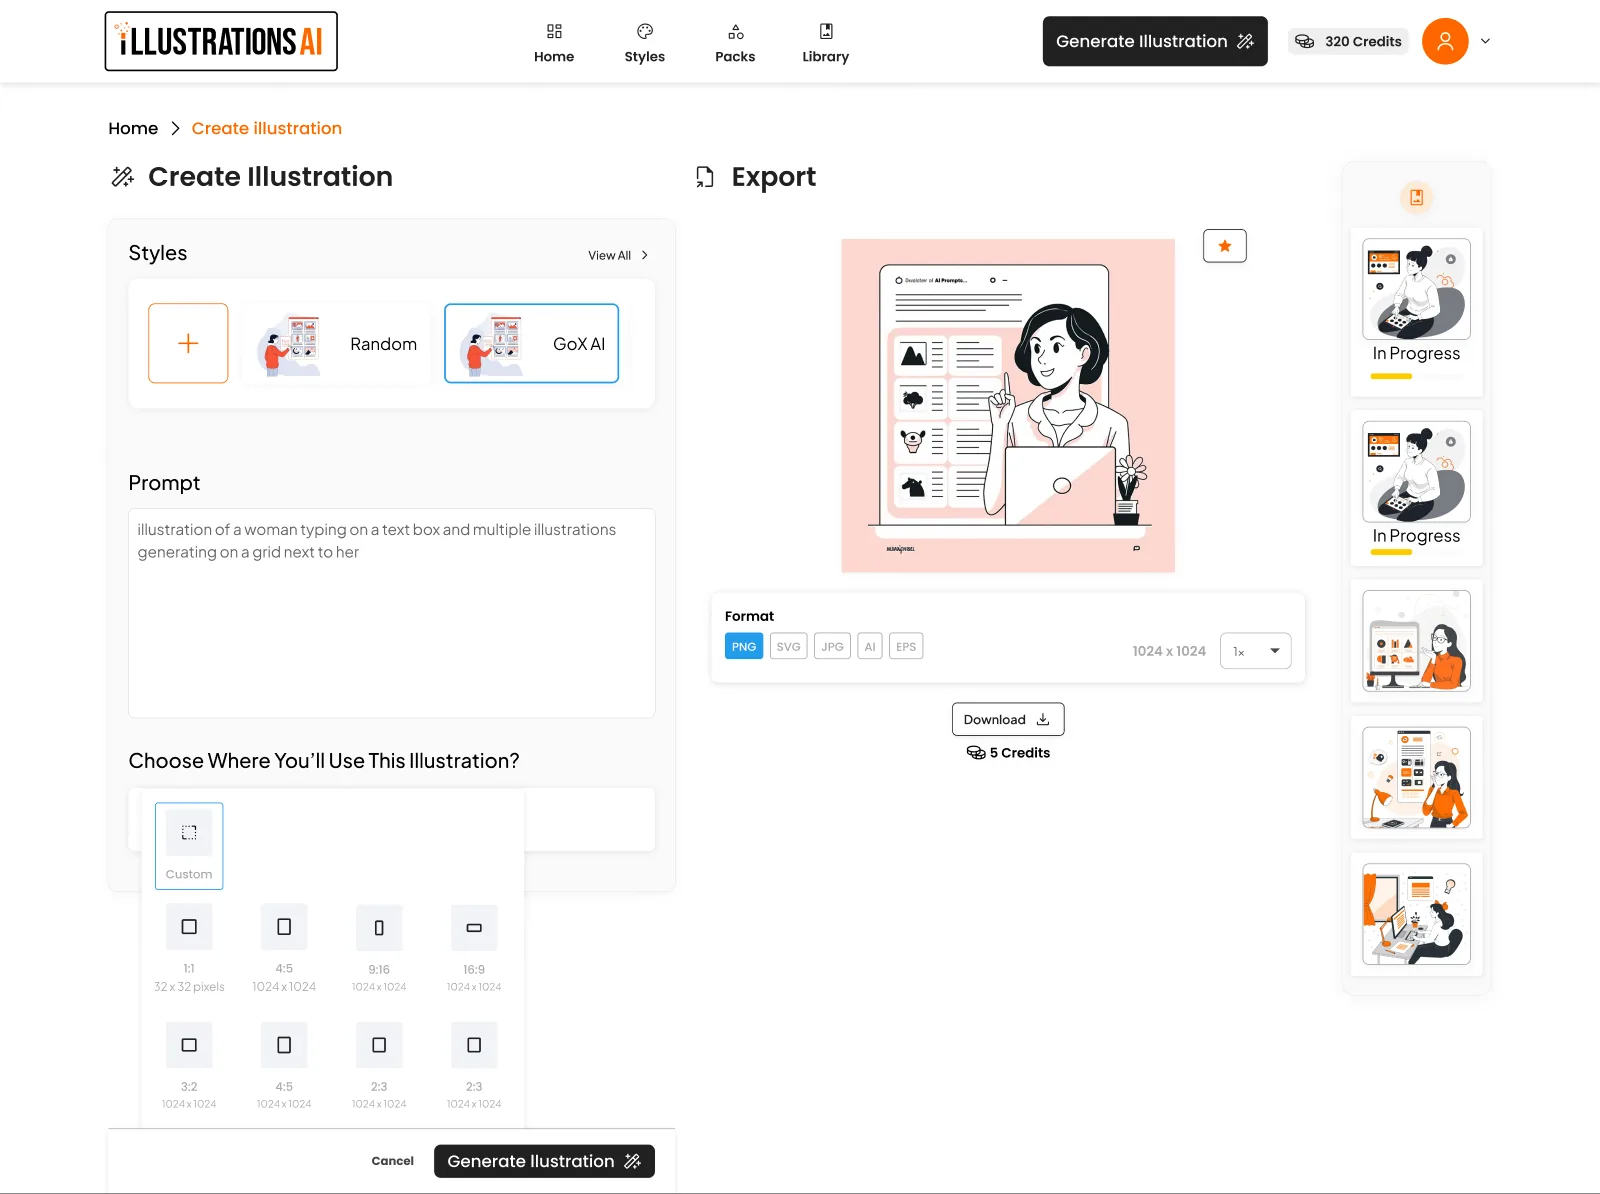 iLLUSTRATIONS AI
Home
Styles
Packs
Library
Generate Illustration
320 Credits
Home > Create illustration
Create Illustration
Export
Styles
View All
Random
GoX AI
Prompt
illustration of a woman typing on a text box and multiple illustrations
generating on a grid next to her
Choose Where You'll Use This Illustration?
Custom
1:1
32 x 32 pixels
4:5
1024 x 1024
9:16
1024 x 1024
16:9
1024 x 1024
3:2
1024 x 1024
4:5
1024 x 1024
2:3
1024 x 1024
2:3
1024 x 1024
Cancel
Generate Ilustration
of AI Prompts...
Format
PNG
SVG
JPG
AI
EPS
1024 x 1024
1x
Download
5 Credits
In Progress
In Progress